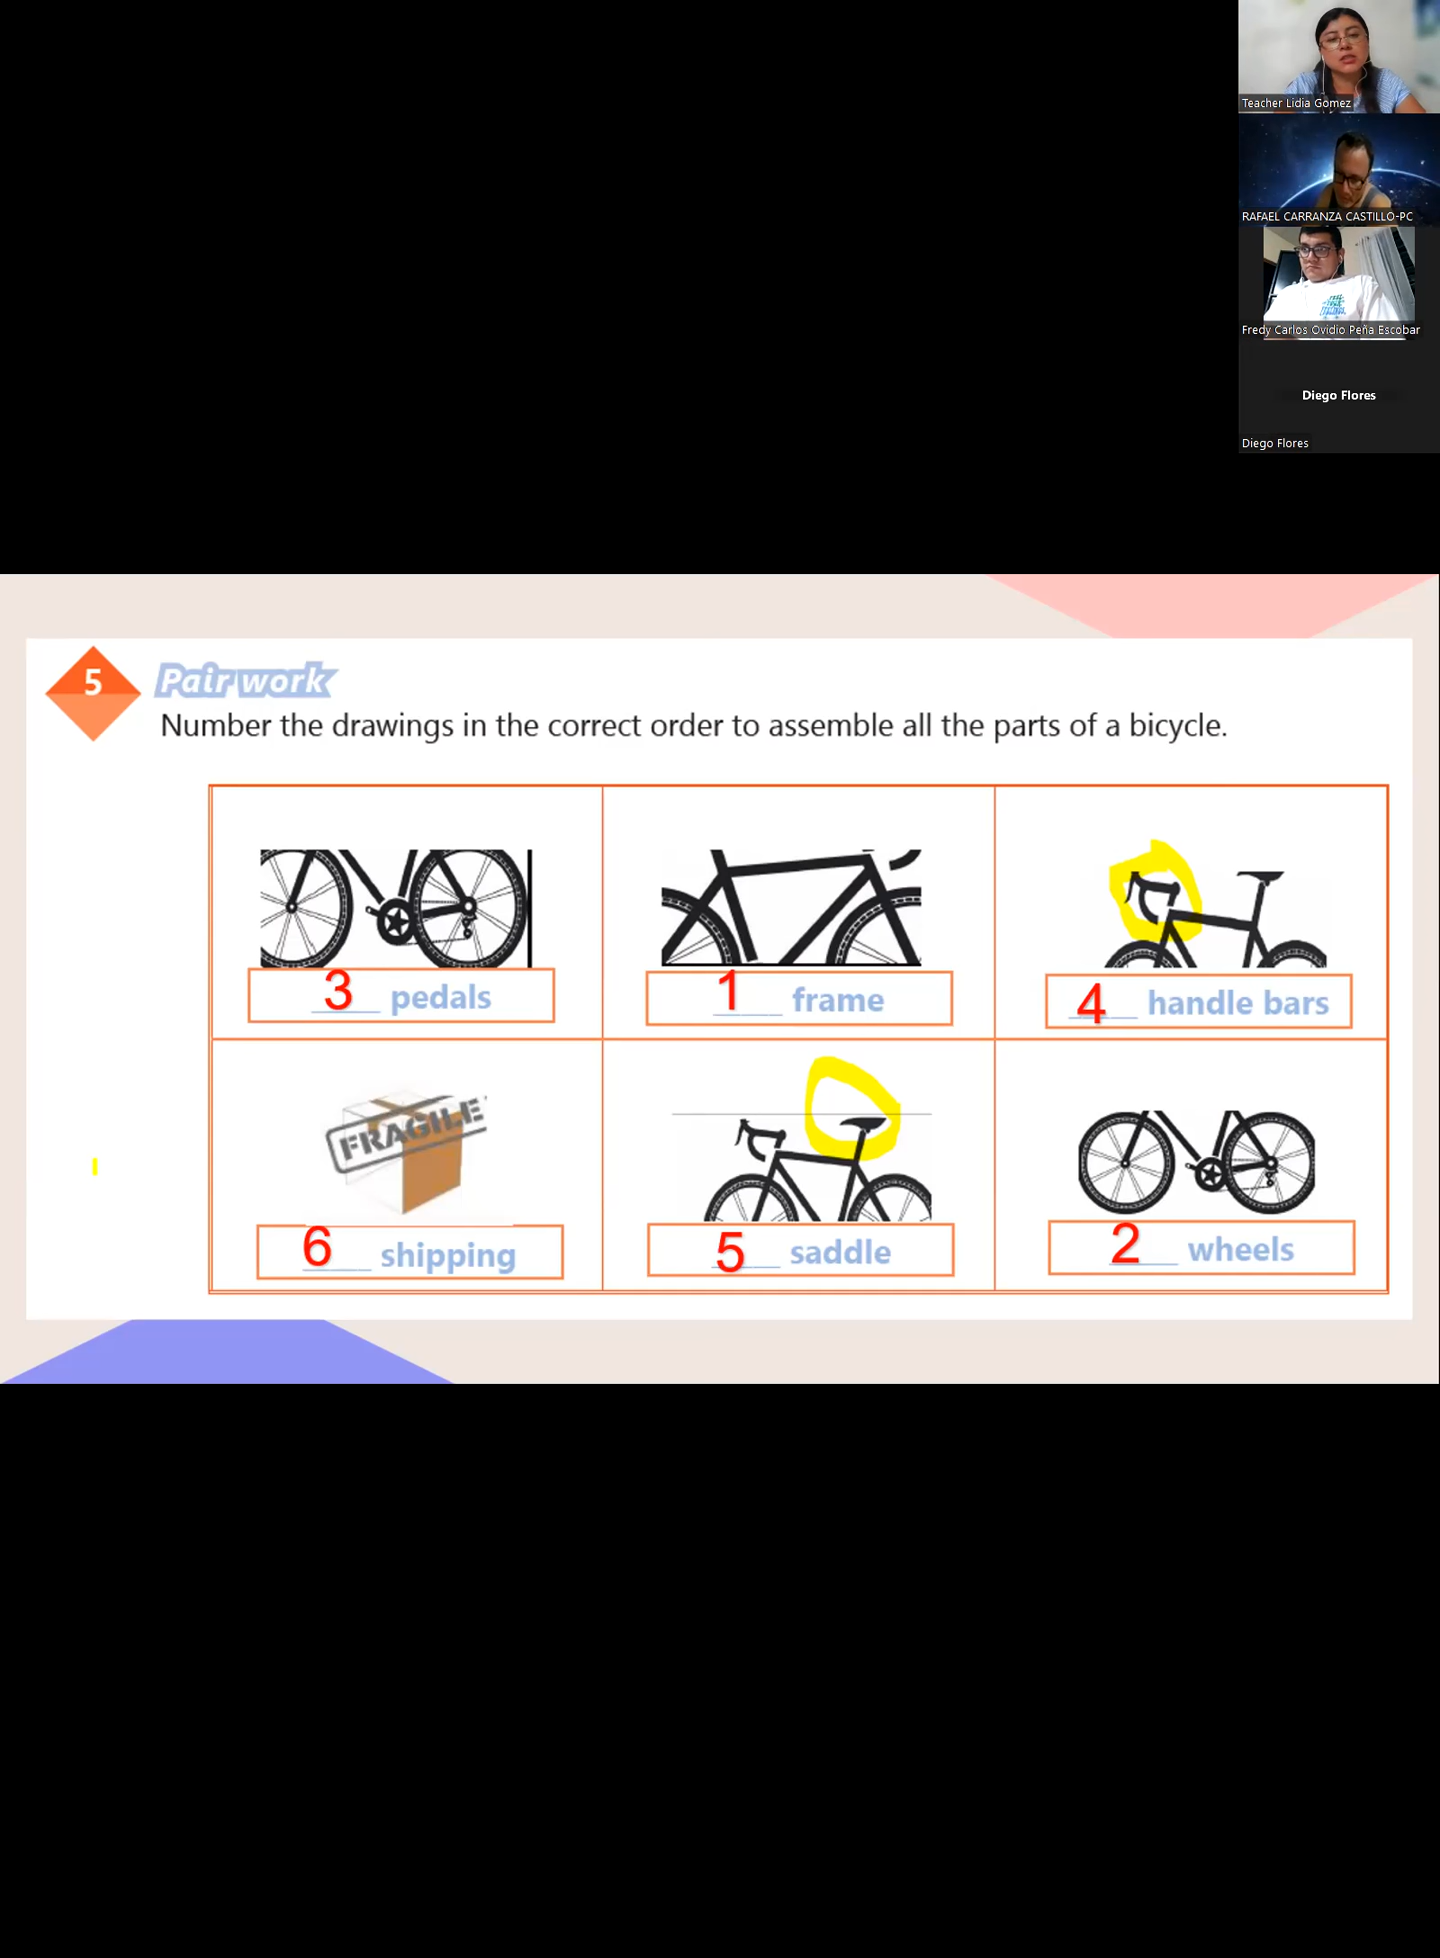 Teacher Lidia Gomez
RAFAEL CARRANZA CASTILLO-PC
Fredy Carlos Ovidio Peña Escobar
Diego Flores
Diego Flores
5
Pair work
Number the drawings in the correct order to assemble all the parts of a bicycle.
3 pedals
1 frame
4 handle bars
FRAGILE
6 shipping
5 saddle
2 wheels